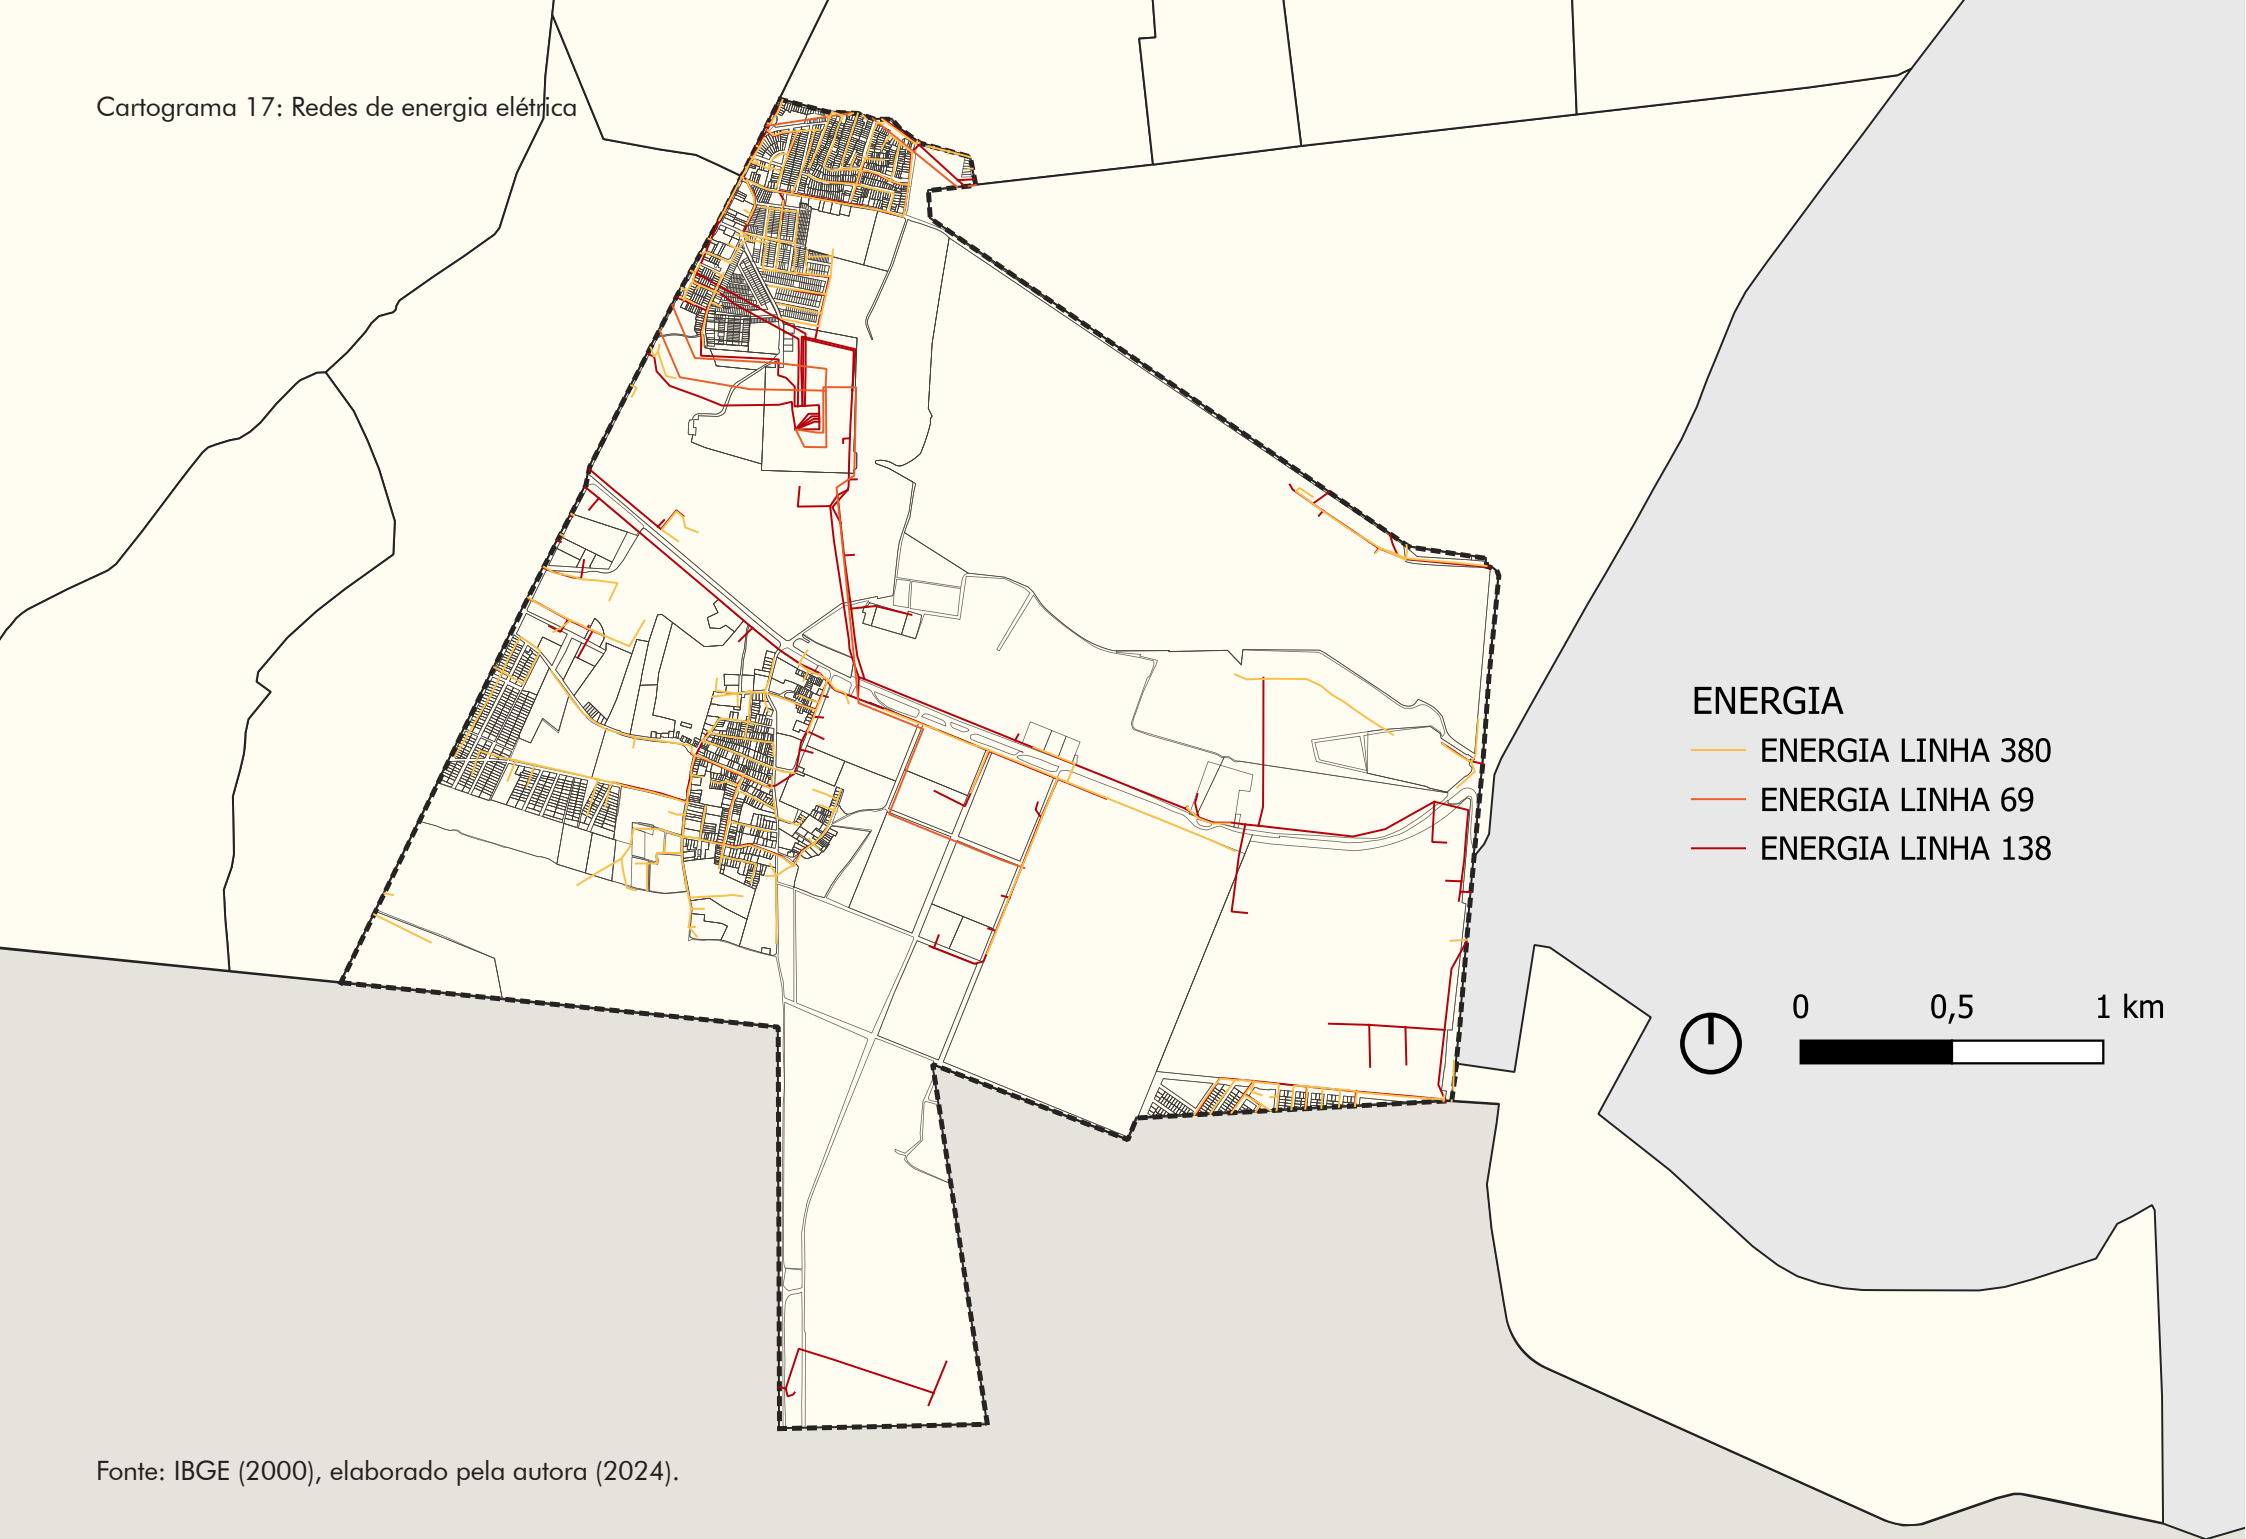 Cartograma 17: Redes de energia elétrica
ENERGIA
ENERGIA LINHA 380
ENERGIA LINHA 69
ENERGIA LINHA 138
0 0,5 1 km
Fonte: IBGE (2000), elaborado pela autora (2024).